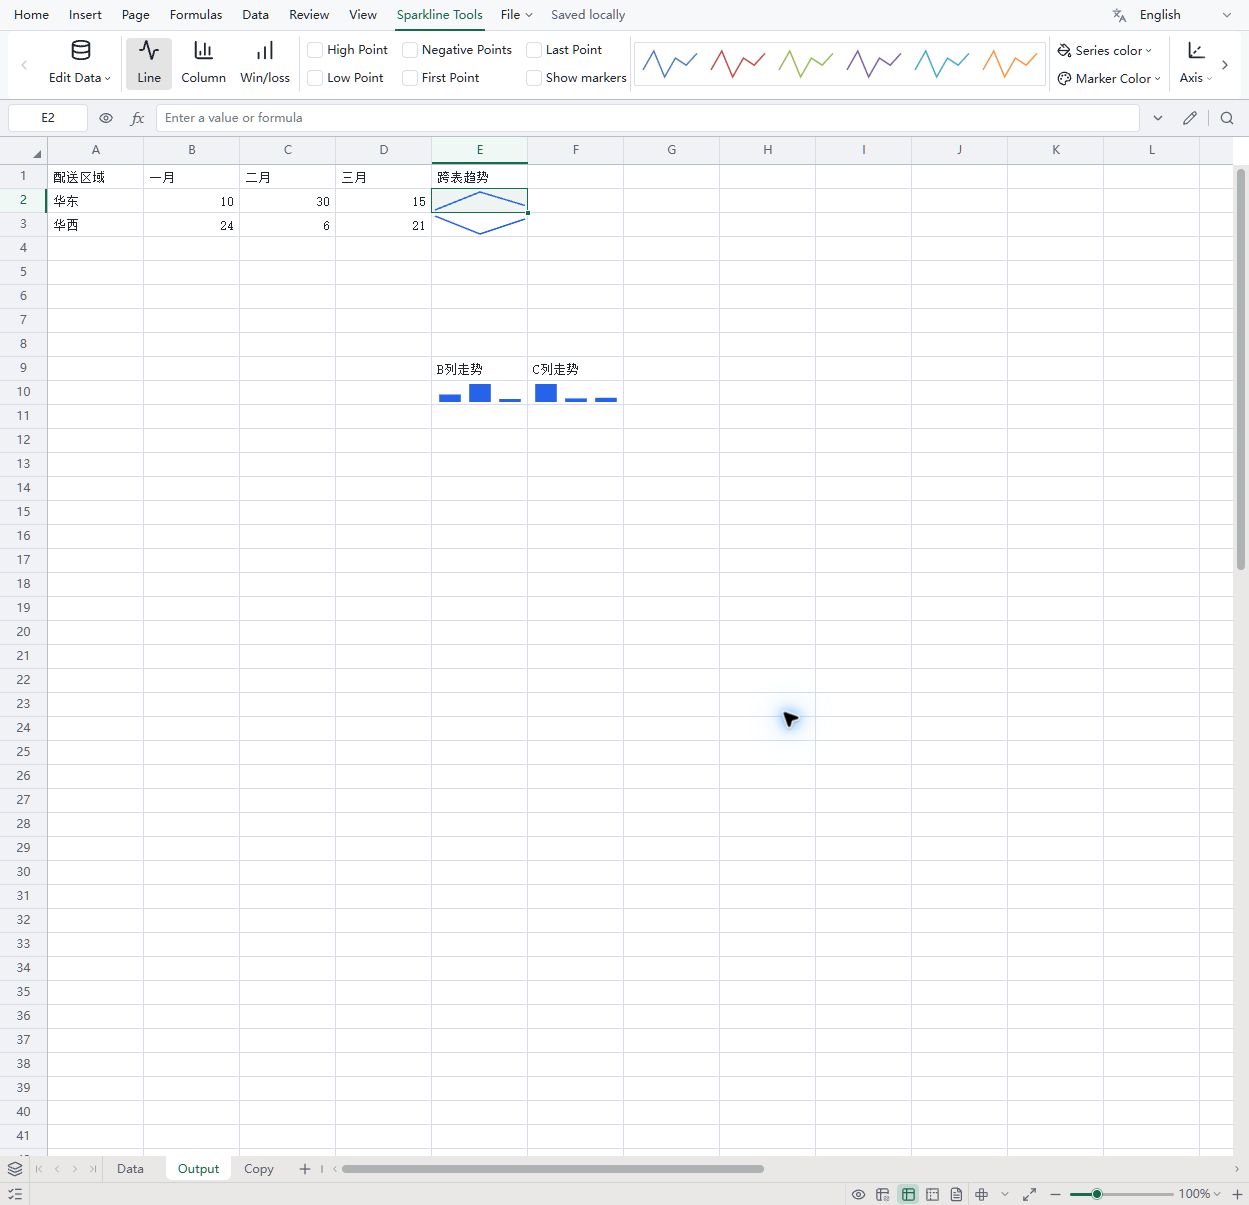 Home Insert Page Formulas Data Review View Sparkline Tools File Saved locally English
Edit Data Line Column Win/loss
High Point Negative Points Last Point
Low Point First Point Show markers
Series color
Marker Color
Axis
E2 fx Enter a value or formula
A B C D E F G H I J K L
1 配送区域 一月 二月 三月 跨表趋势
2 华东 10 30 15
3 华西 24 6 21
4
5
6
7
8
9 B列走势 C列走势
10
11
12
13
14
15
16
17
18
19
20
21
22
23
24
25
26
27
28
29
30
31
32
33
34
35
36
37
38
39
40
41
Data Output Copy
100%